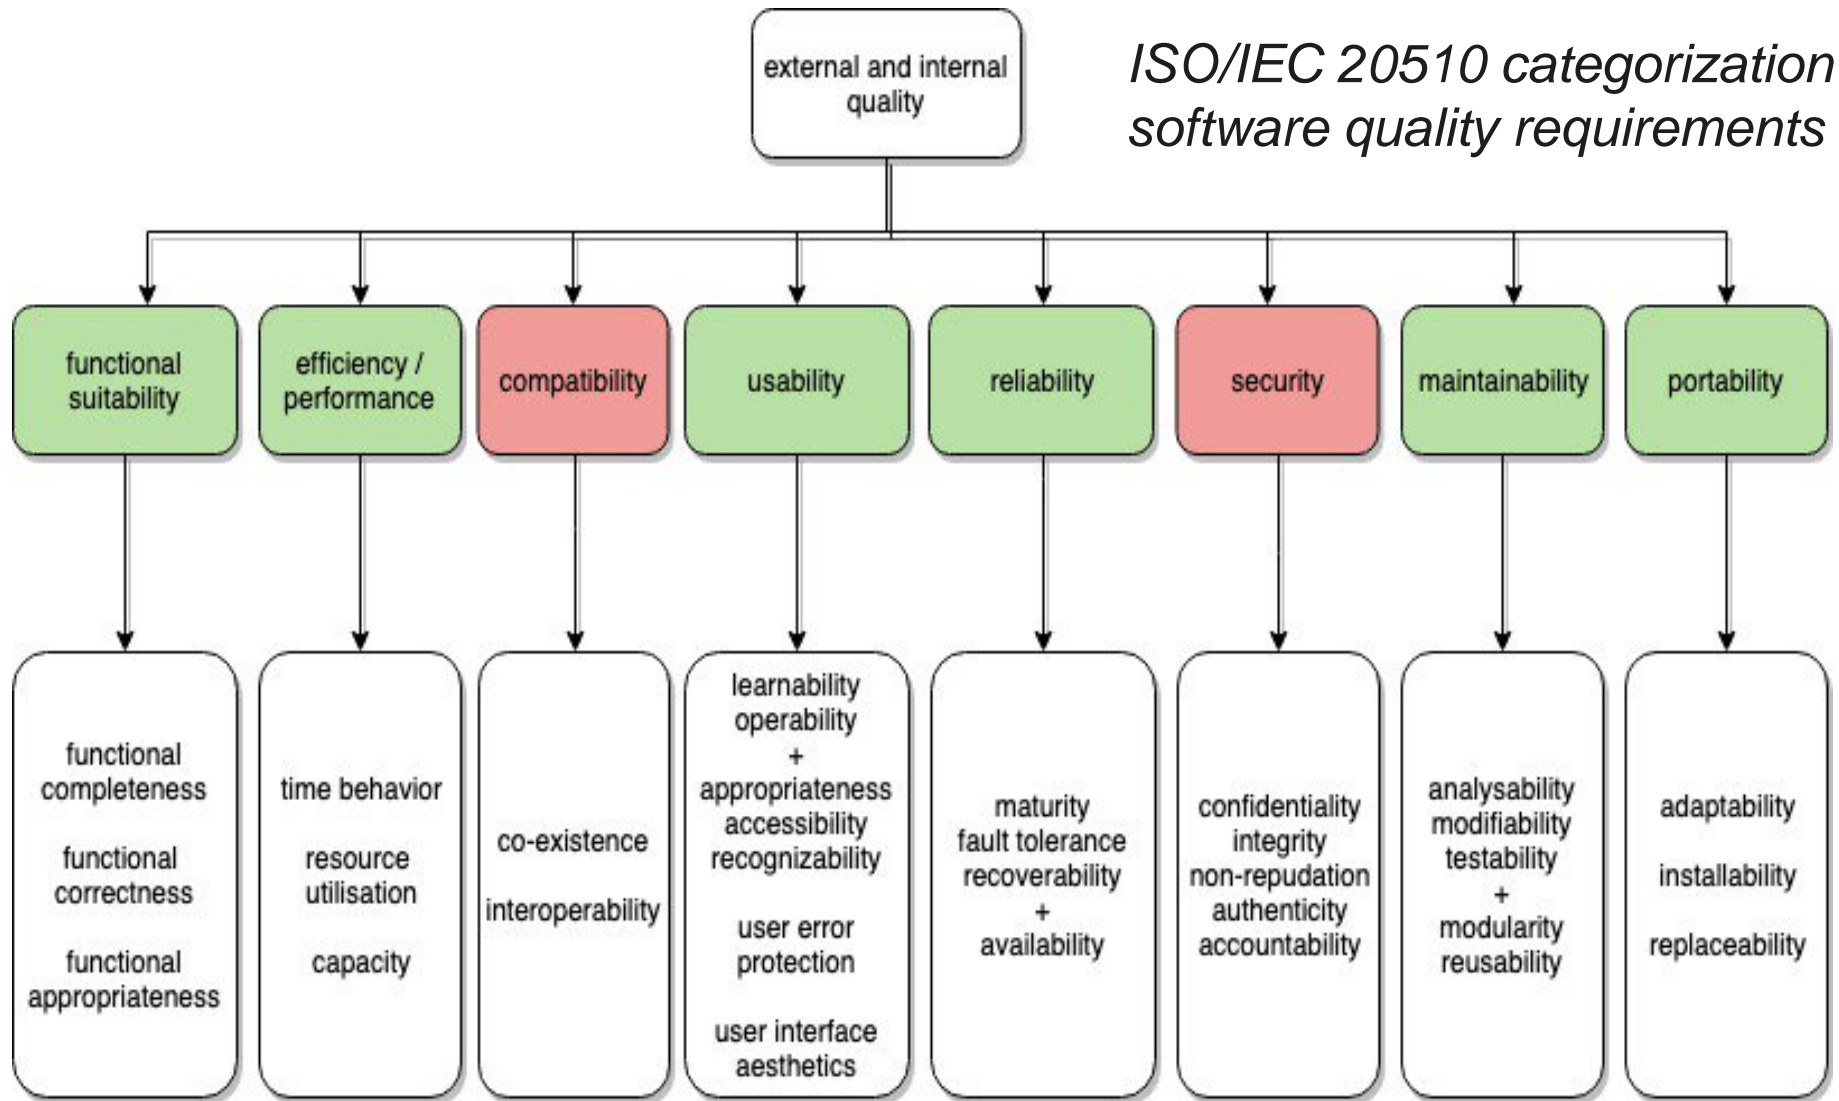 external and internal
quality
ISO/IEC 20510 categorization
software quality requirements
functional
suitability
efficiency /
performance
compatibility
usability
reliability
security
maintainability
portability
functional
completeness
functional
correctness
functional
appropriateness
time behavior
resource
utilisation
capacity
co-existence
interoperability
learnability
operability
+
appropriateness
accessibility
recognizability
user error
protection
user interface
aesthetics
maturity
fault tolerance
recoverability
+
availability
confidentiality
integrity
non-repudation
authenticity
accountability
analysability
modifiability
testability
+
modularity
reusability
adaptability
installability
replaceability